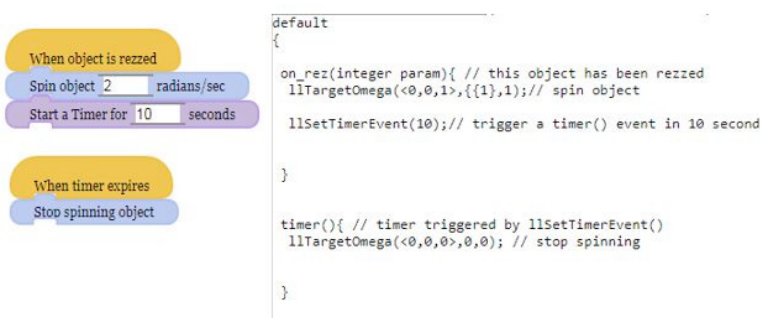 When object is rezzed
Spin object 2 radians/sec
Start a Timer for 10 seconds
When timer expires
Stop spinning object
default
{
on_rez(integer param){ // this object has been rezzed
llTargetOmega(<0,0,1>,{{1},1);// spin object
llSetTimerEvent(10);// trigger a timer() event in 10 second
}
timer(){ // timer triggered by llSetTimerEvent()
llTargetOmega(<0,0,0>,0,0); // stop spinning
}